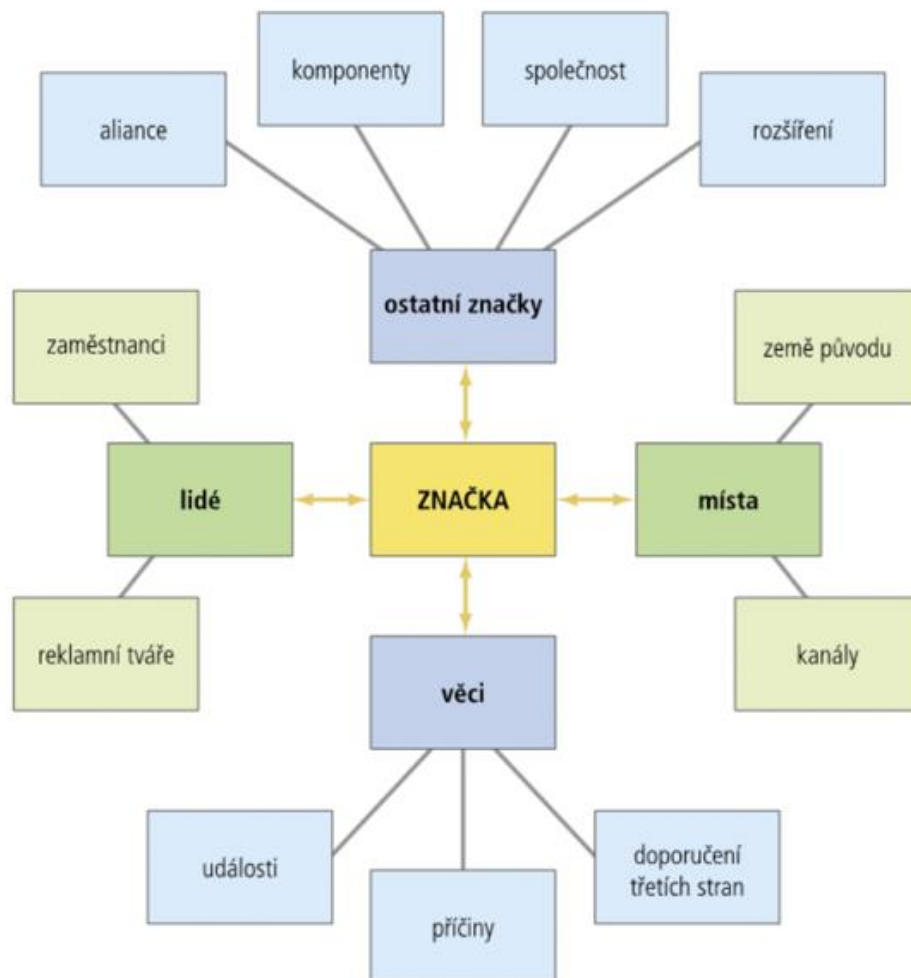 komponenty
společnost
aliance
rozšíření
ostatní značky
zaměstnanci
země původu
lidé
ZNAČKA
místa
reklamní tváře
kanály
věci
události
příčiny
doporučení
třetích stran